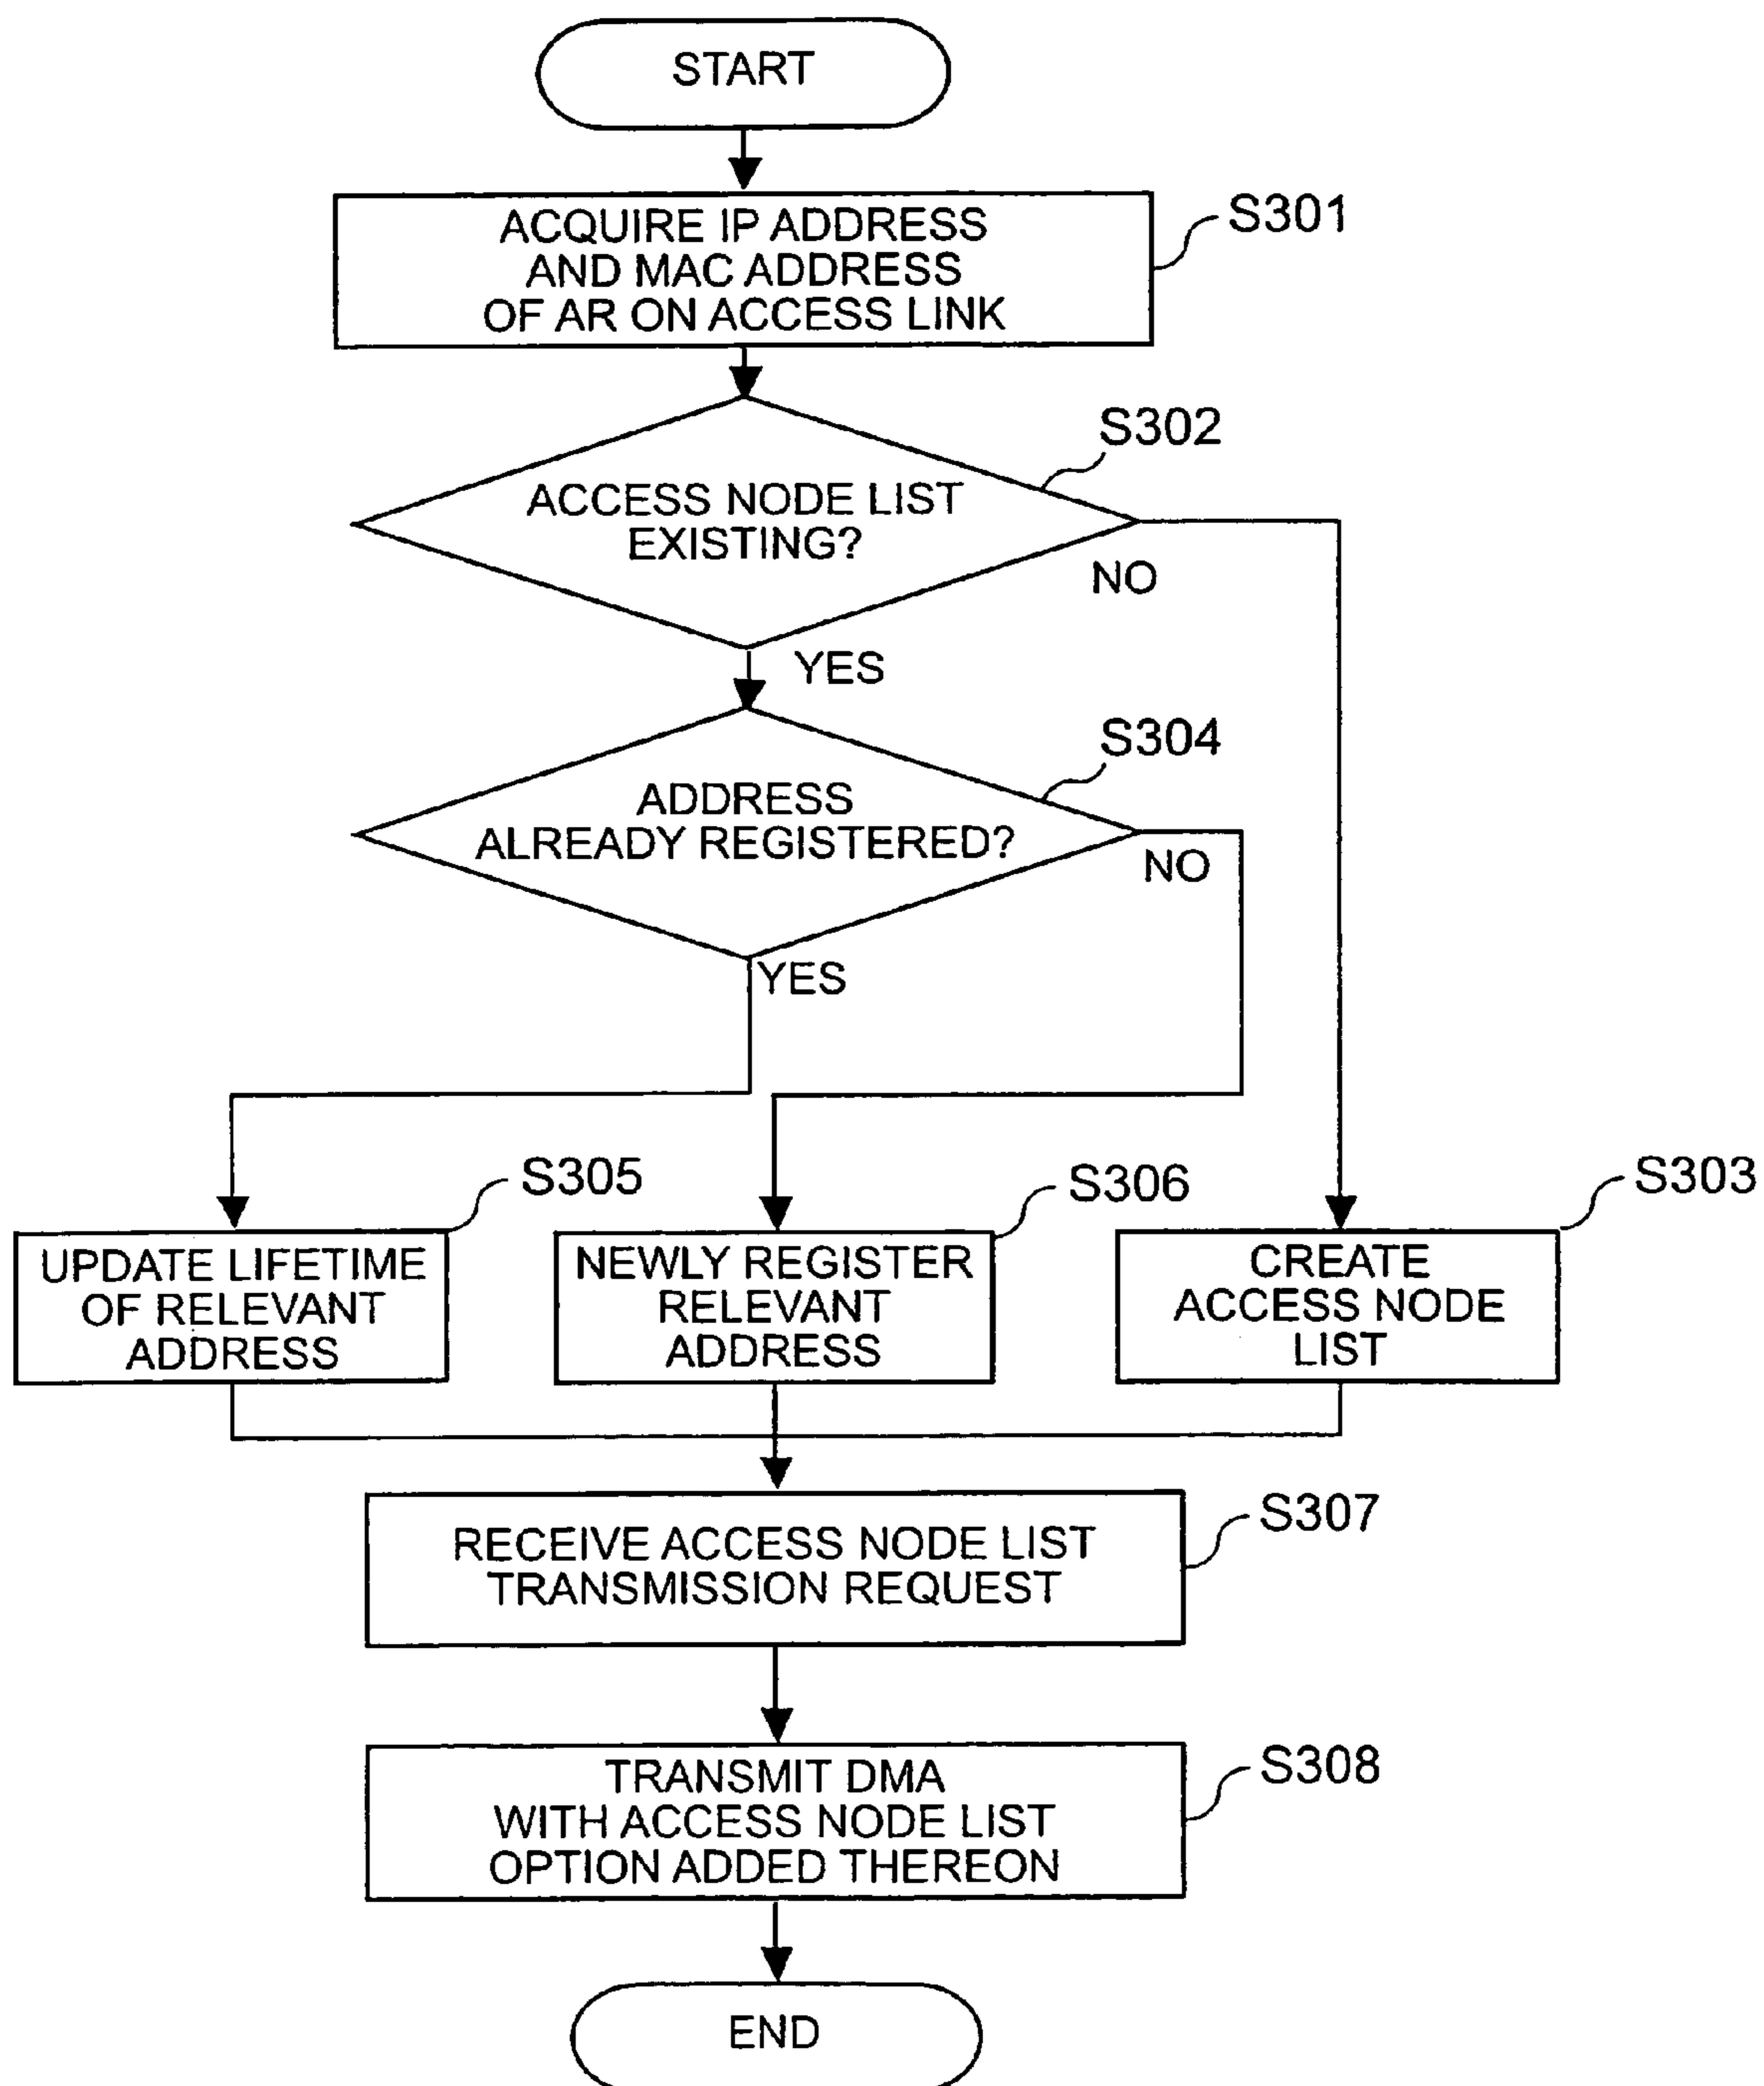 START
ACQUIRE IP ADDRESS
AND MAC ADDRESS
OF AR ON ACCESS LINK
S301
S302
ACCESS NODE LIST
EXISTING?
NO
YES
S304
ADDRESS
ALREADY REGISTERED?
NO
YES
S305
UPDATE LIFETIME
OF RELEVANT
ADDRESS
S306
NEWLY REGISTER
RELEVANT
ADDRESS
S303
CREATE
ACCESS NODE
LIST
S307
RECEIVE ACCESS NODE LIST
TRANSMISSION REQUEST
S308
TRANSMIT DMA
WITH ACCESS NODE LIST
OPTION ADDED THEREON
END